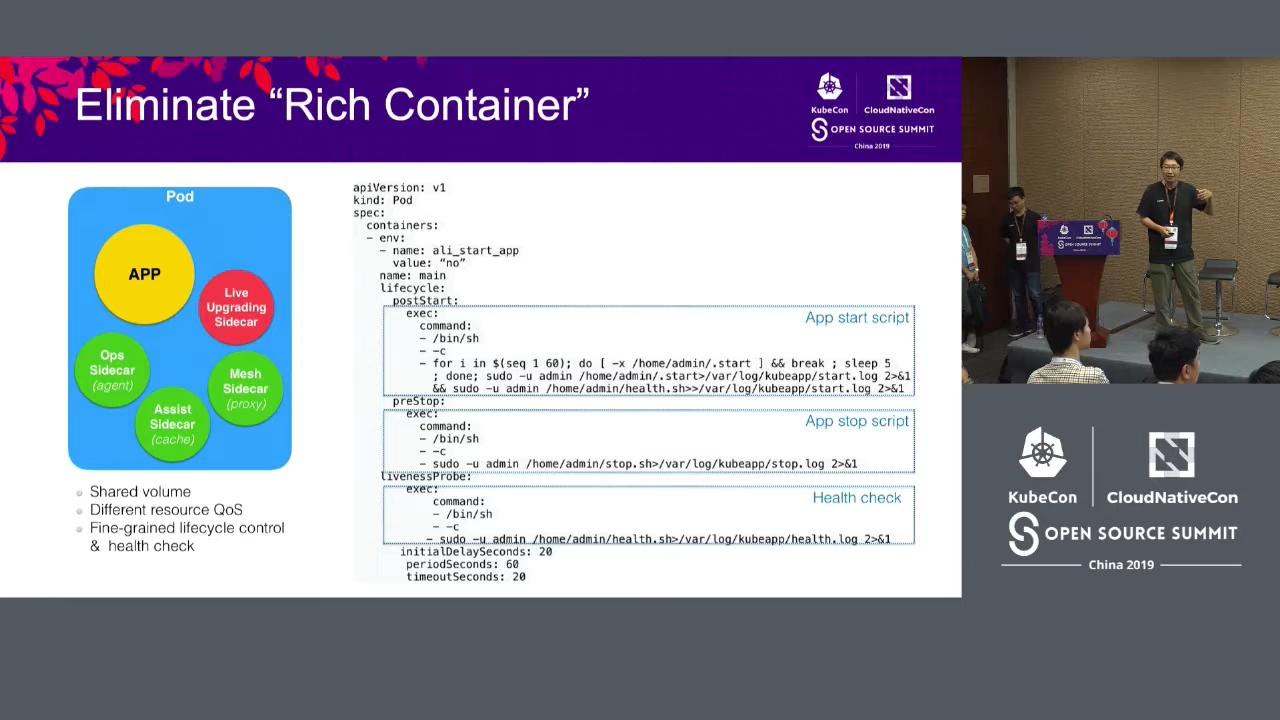 Eliminate “Rich Container”
KubeCon
CloudNativeCon
OPEN SOURCE SUMMIT
China 2019
Pod
APP
Live
Upgrading
Sidecar
Ops
Sidecar
(agent)
Mesh
Sidecar
(proxy)
Assist
Sidecar
(cache)
Shared volume
Different resource QoS
Fine-grained lifecycle control
& health check
apiVersion: v1
kind: Pod
spec:
containers:
- env:
- name: ali_start_app
value: “no”
name: main
lifecycle:
postStart:
exec:
App start script
command:
- /bin/sh
- -c
- for i in $(seq 1 60); do [ -x /home/admin/.start ] && break ; sleep 5
; done; sudo -u admin /home/admin/.start>/var/log/kubeapp/start.log 2>&1
&& sudo -u admin /home/admin/health.sh>>/var/log/kubeapp/start.log 2>&1
preStop:
exec:
App stop script
command:
- /bin/sh
- -c
- sudo -u admin /home/admin/stop.sh>/var/log/kubeapp/stop.log 2>&1
livenessProbe:
exec:
Health check
command:
- /bin/sh
- -c
- sudo -u admin /home/admin/health.sh>/var/log/kubeapp/health.log 2>&1
initialDelaySeconds: 20
periodSeconds: 60
timeoutSeconds: 20
KubeCon
CloudNativeCon
OPEN SOURCE SUMMIT
China 2019